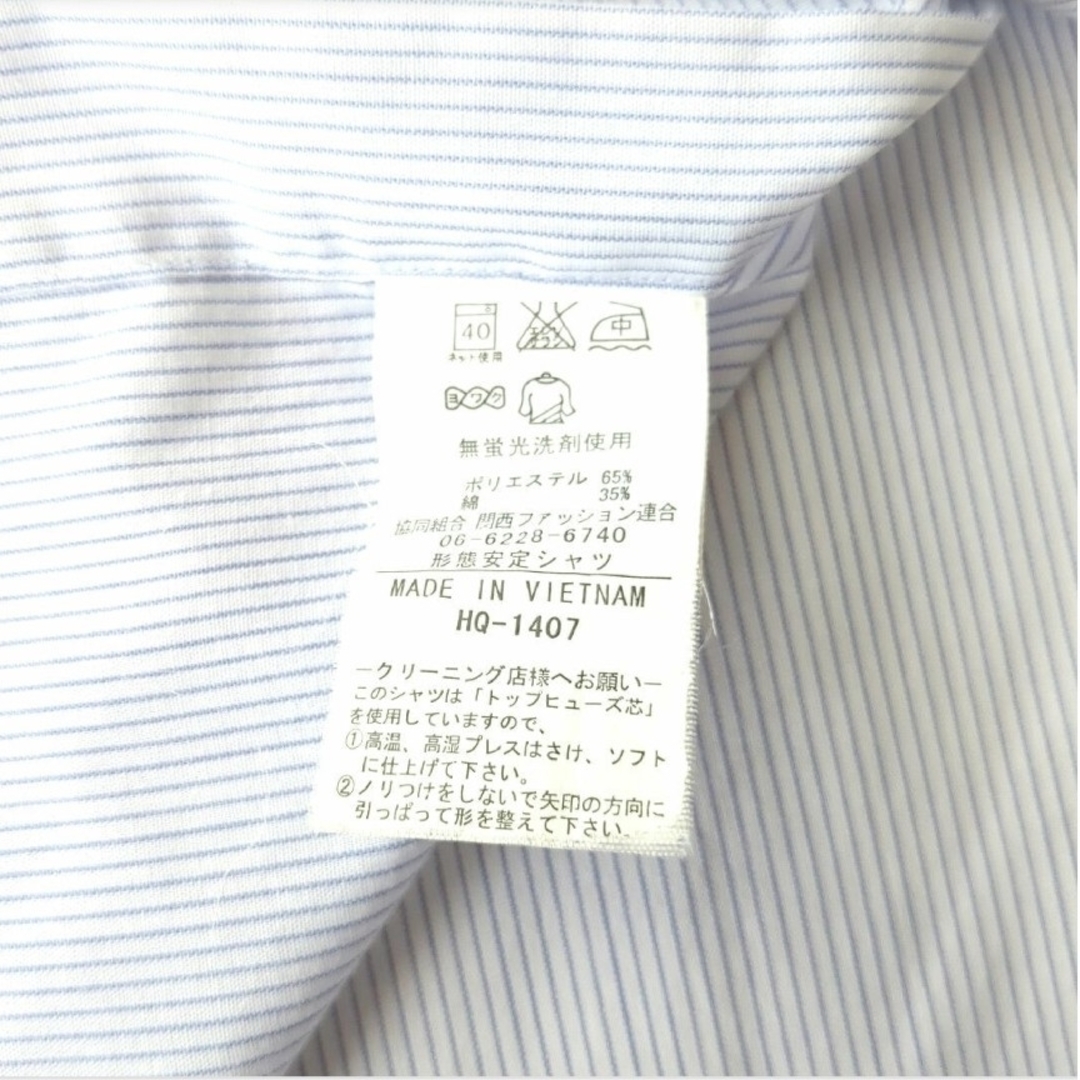 40 中
ネット使用
ヨワク
無蛍光洗剤使用
ポリエステル 65%
綿 35%
協同組合 関西ファッション連合
06-6228-6740
形態安定シャツ
MADE IN VIETNAM
HQ-1407
—クリーニング店様へお願い—
このシャツは「トップヒューズ芯」
を使用していますので、
①高温、高湿プレスはさけ、ソフト
に仕上げて下さい。
②ノリつけをしないで矢印の方向に
引っぱって形を整えて下さい。